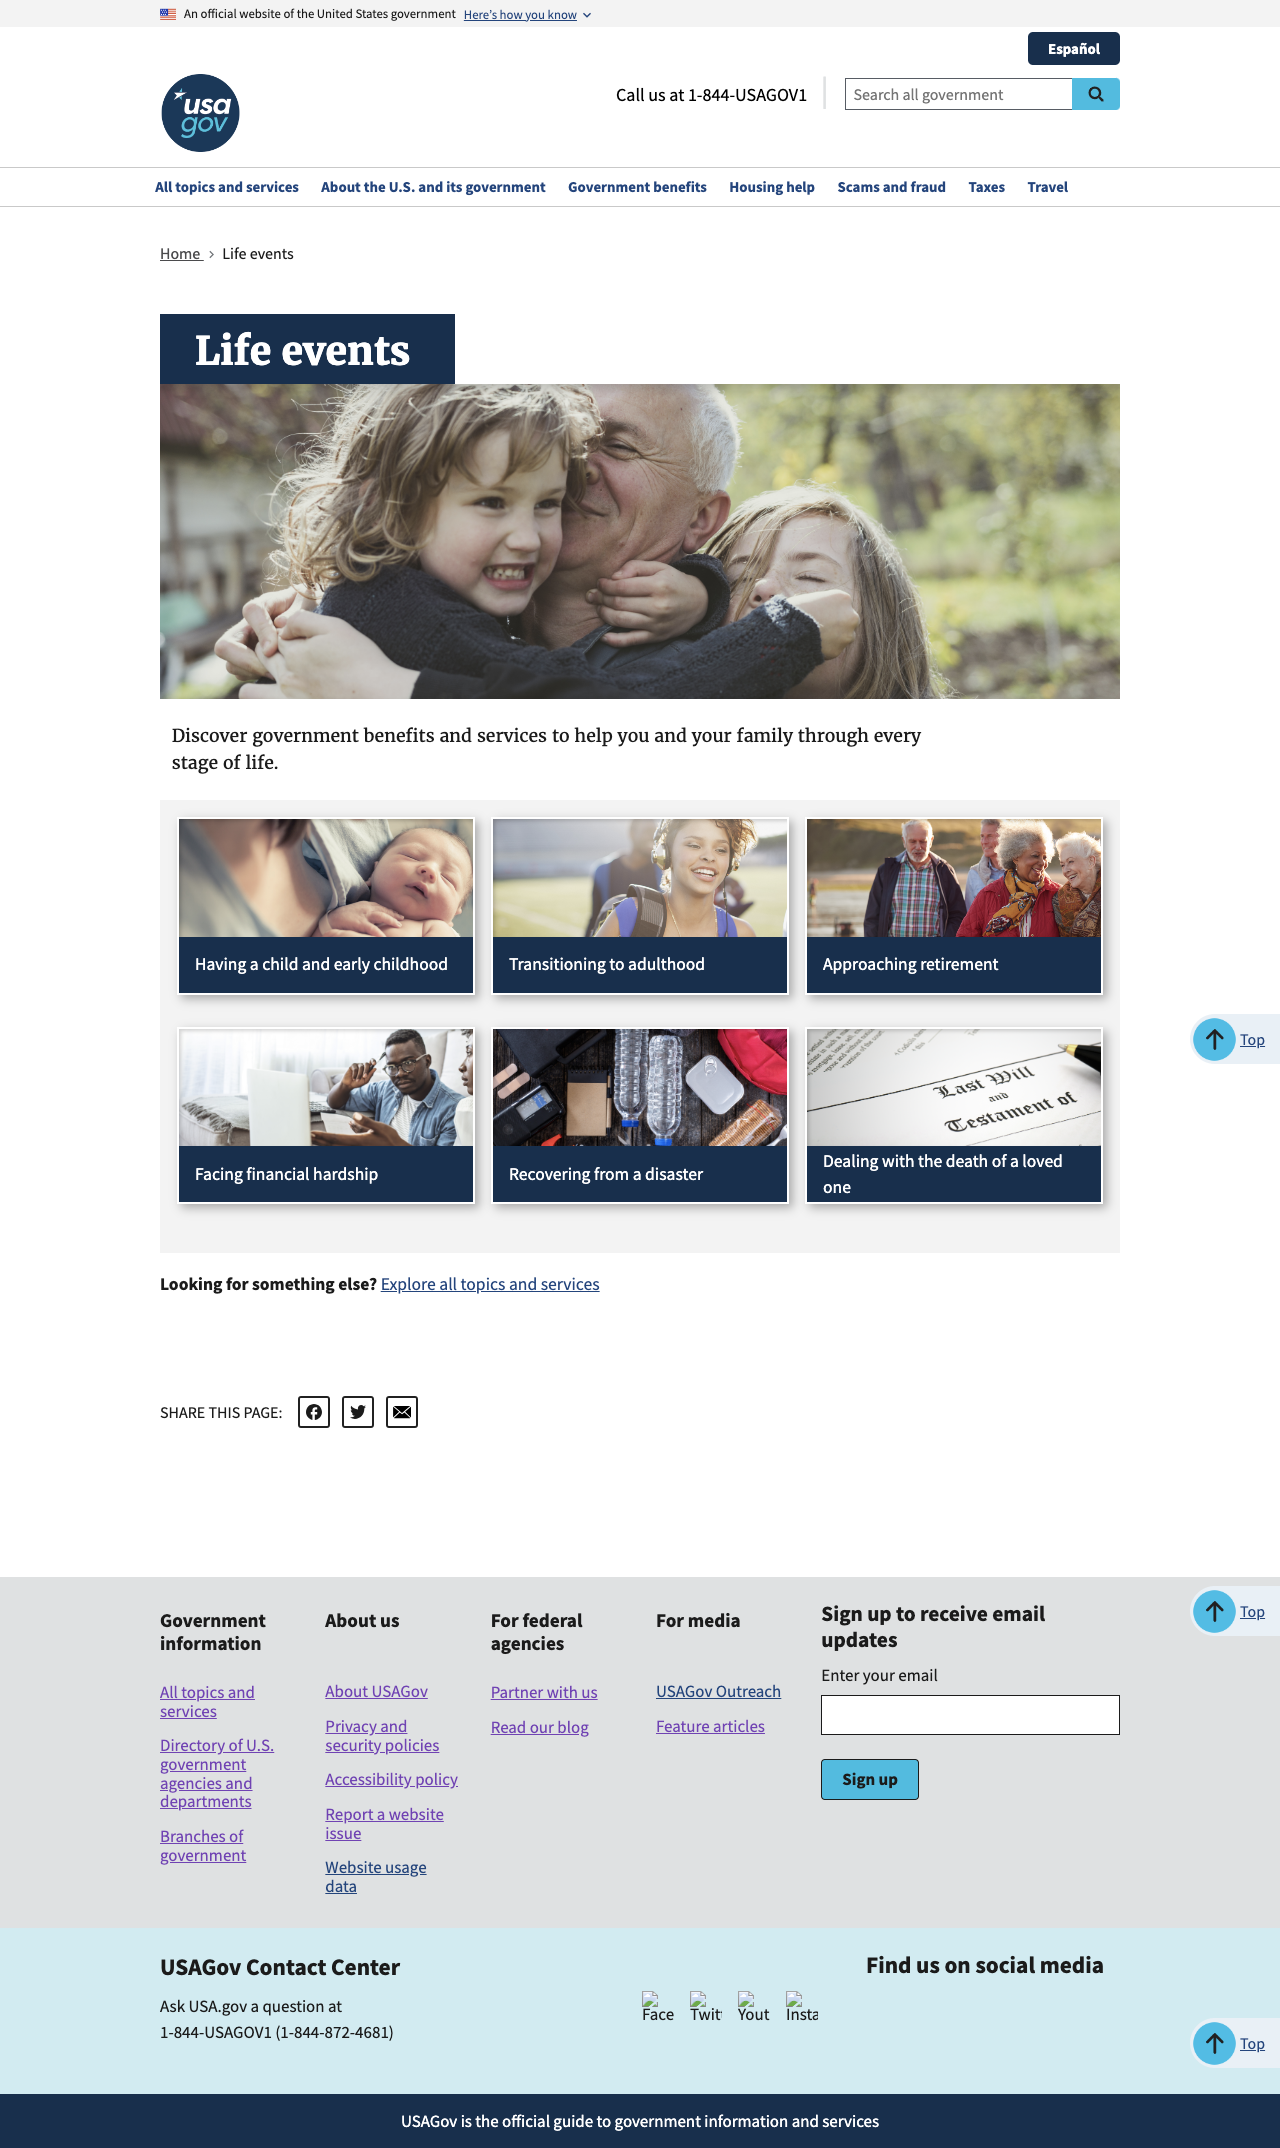 An official website of the United States government Here's how you know
Español
usa
gov
Call us at 1-844-USAGOV1
Search all government
All topics and services About the U.S. and its government Government benefits Housing help Scams and fraud Taxes Travel
Home Life events
Life events
Discover government benefits and services to help you and your family through every
stage of life.
Having a child and early childhood
Transitioning to adulthood
Approaching retirement
Last Will
and
Testament of
Facing financial hardship
Recovering from a disaster
Dealing with the death of a loved
one
Top
Looking for something else? Explore all topics and services
SHARE THIS PAGE:
Government
information
All topics and
services
Directory of U.S.
government
agencies and
departments
Branches of
government
About us
About USAGov
Privacy and
security policies
Accessibility policy
Report a website
issue
Website usage
data
For federal
agencies
Partner with us
Read our blog
For media
USAGov Outreach
Feature articles
Sign up to receive email
updates
Enter your email
Sign up
Top
USAGov Contact Center
Ask USA.gov a question at
1-844-USAGOV1 (1-844-872-4681)
Find us on social media
Face
Twit
Yout
Insta
Top
USAGov is the official guide to government information and services